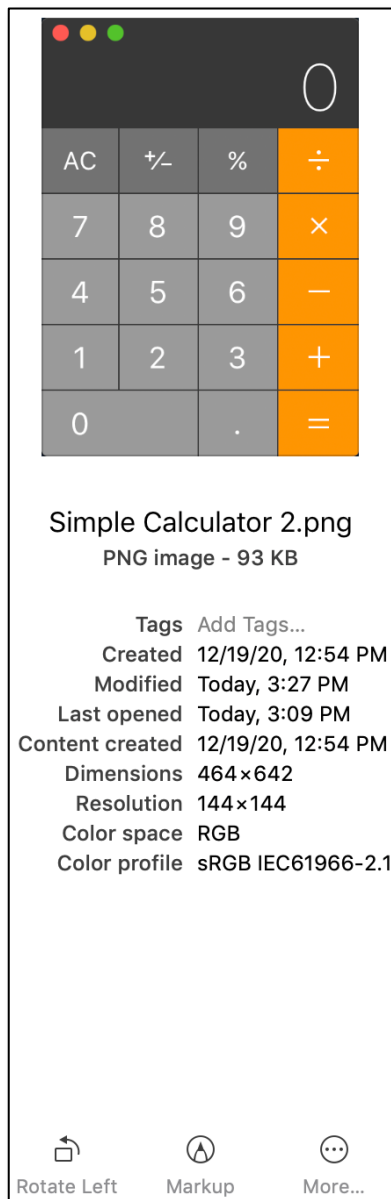 0
AC +/− % ÷
7 8 9 ×
4 5 6 −
1 2 3 +
0 . =
Simple Calculator 2.png
PNG image - 93 KB
Tags Add Tags...
Created 12/19/20, 12:54 PM
Modified Today, 3:27 PM
Last opened Today, 3:09 PM
Content created 12/19/20, 12:54 PM
Dimensions 464×642
Resolution 144×144
Color space RGB
Color profile sRGB IEC61966-2.1
Rotate Left Markup More...